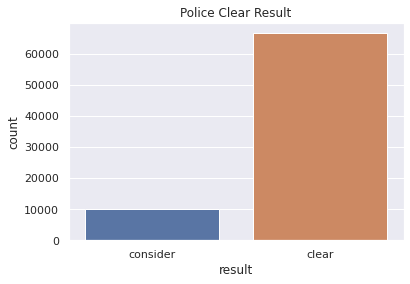 Police Clear Result
60000
50000
40000
30000
20000
10000
0
count
consider
clear
result